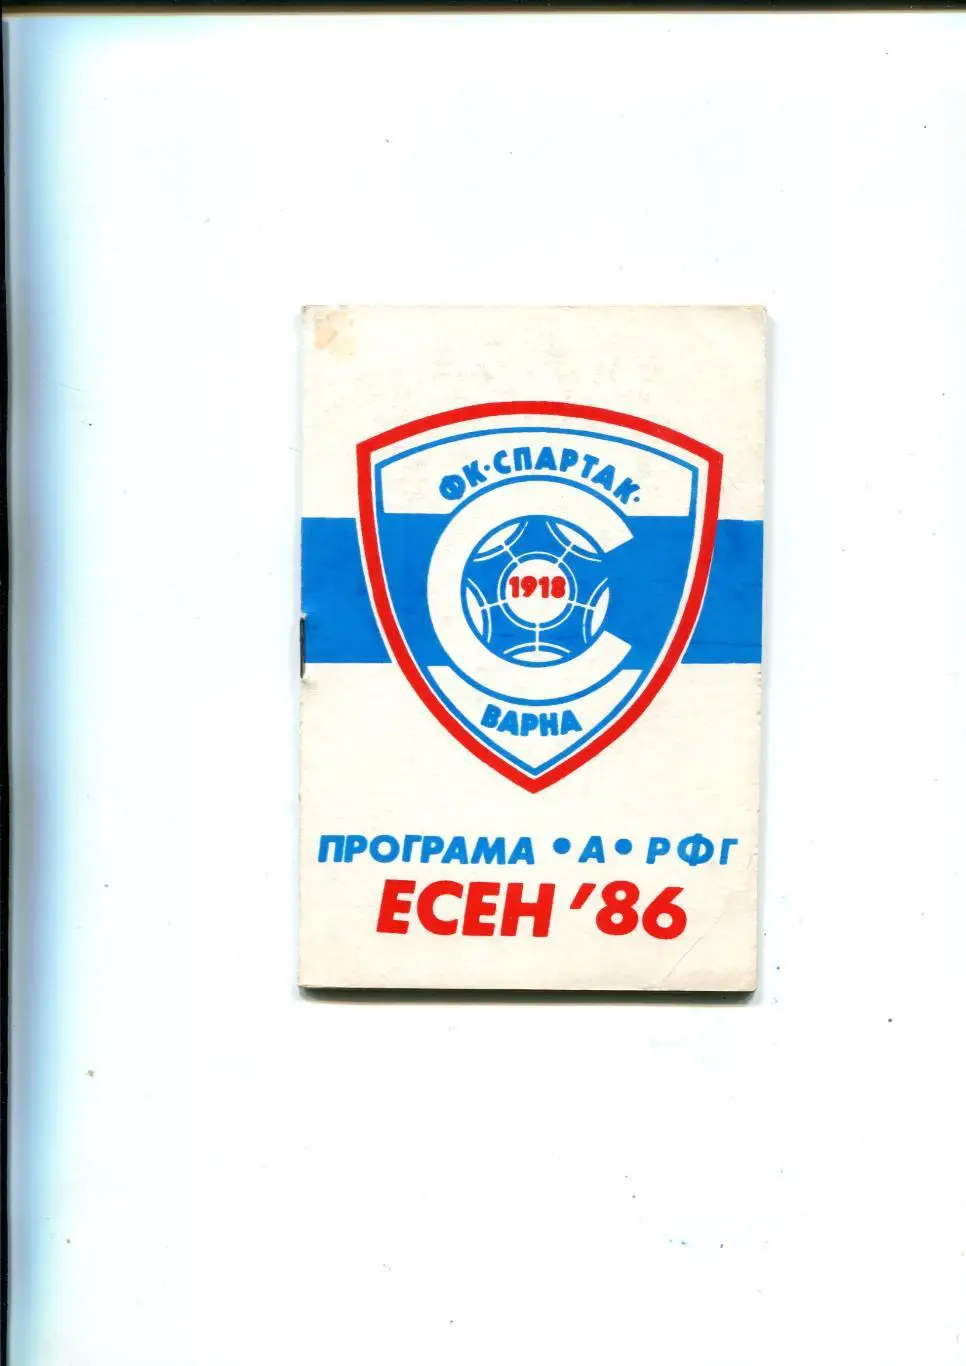 ФК·СПАРТАК·
1918
ВАРНА
ПРОГРАМА •А• РФГ
ЕСЕН '86